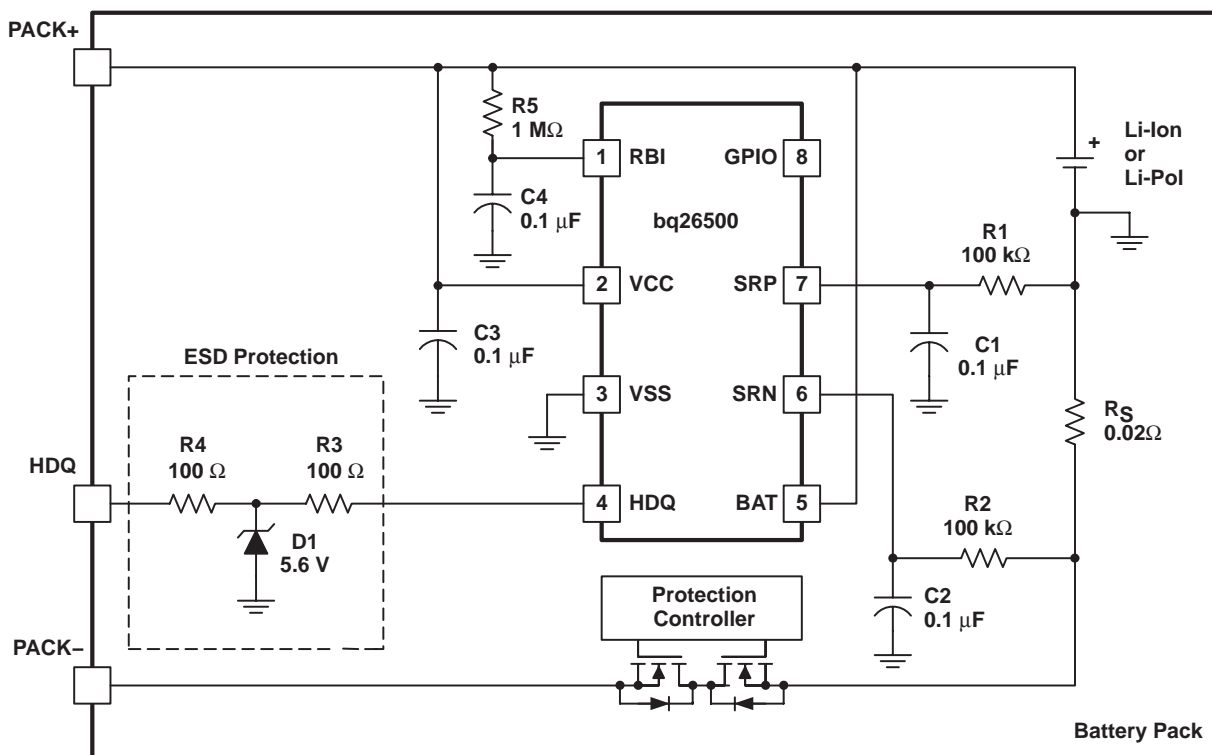 PACK+
R5
1 MΩ
1
RBI
GPIO
8
+
Li-Ion
or
Li-Pol
C4
0.1 μF
bq26500
R1
100 kΩ
2
VCC
SRP
7
C3
0.1 μF
C1
0.1 μF
ESD Protection
3
VSS
SRN
6
RS
0.02Ω
HDQ
R4
100 Ω
R3
100 Ω
4
HDQ
BAT
5
R2
100 kΩ
D1
5.6 V
Protection
Controller
C2
0.1 μF
PACK–
Battery Pack